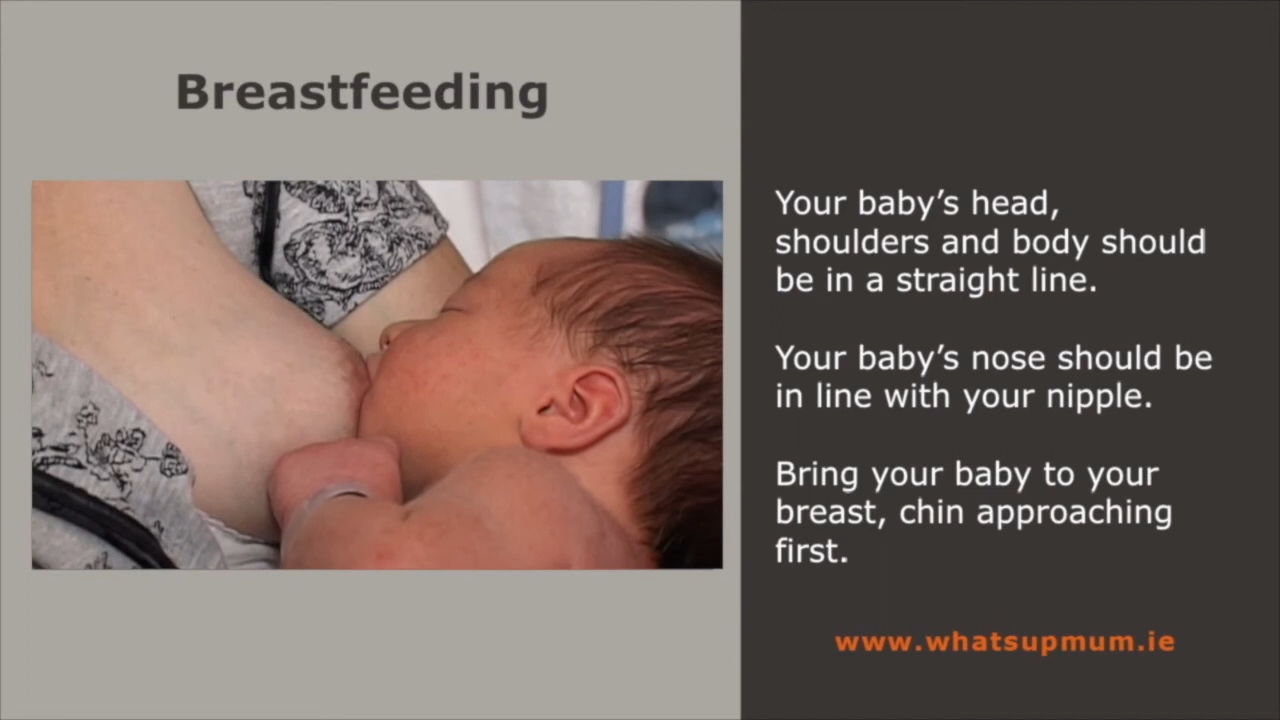 Breastfeeding
Your baby’s head,
shoulders and body should
be in a straight line.
Your baby’s nose should be
in line with your nipple.
Bring your baby to your
breast, chin approaching
first.
www.whatsupmum.ie